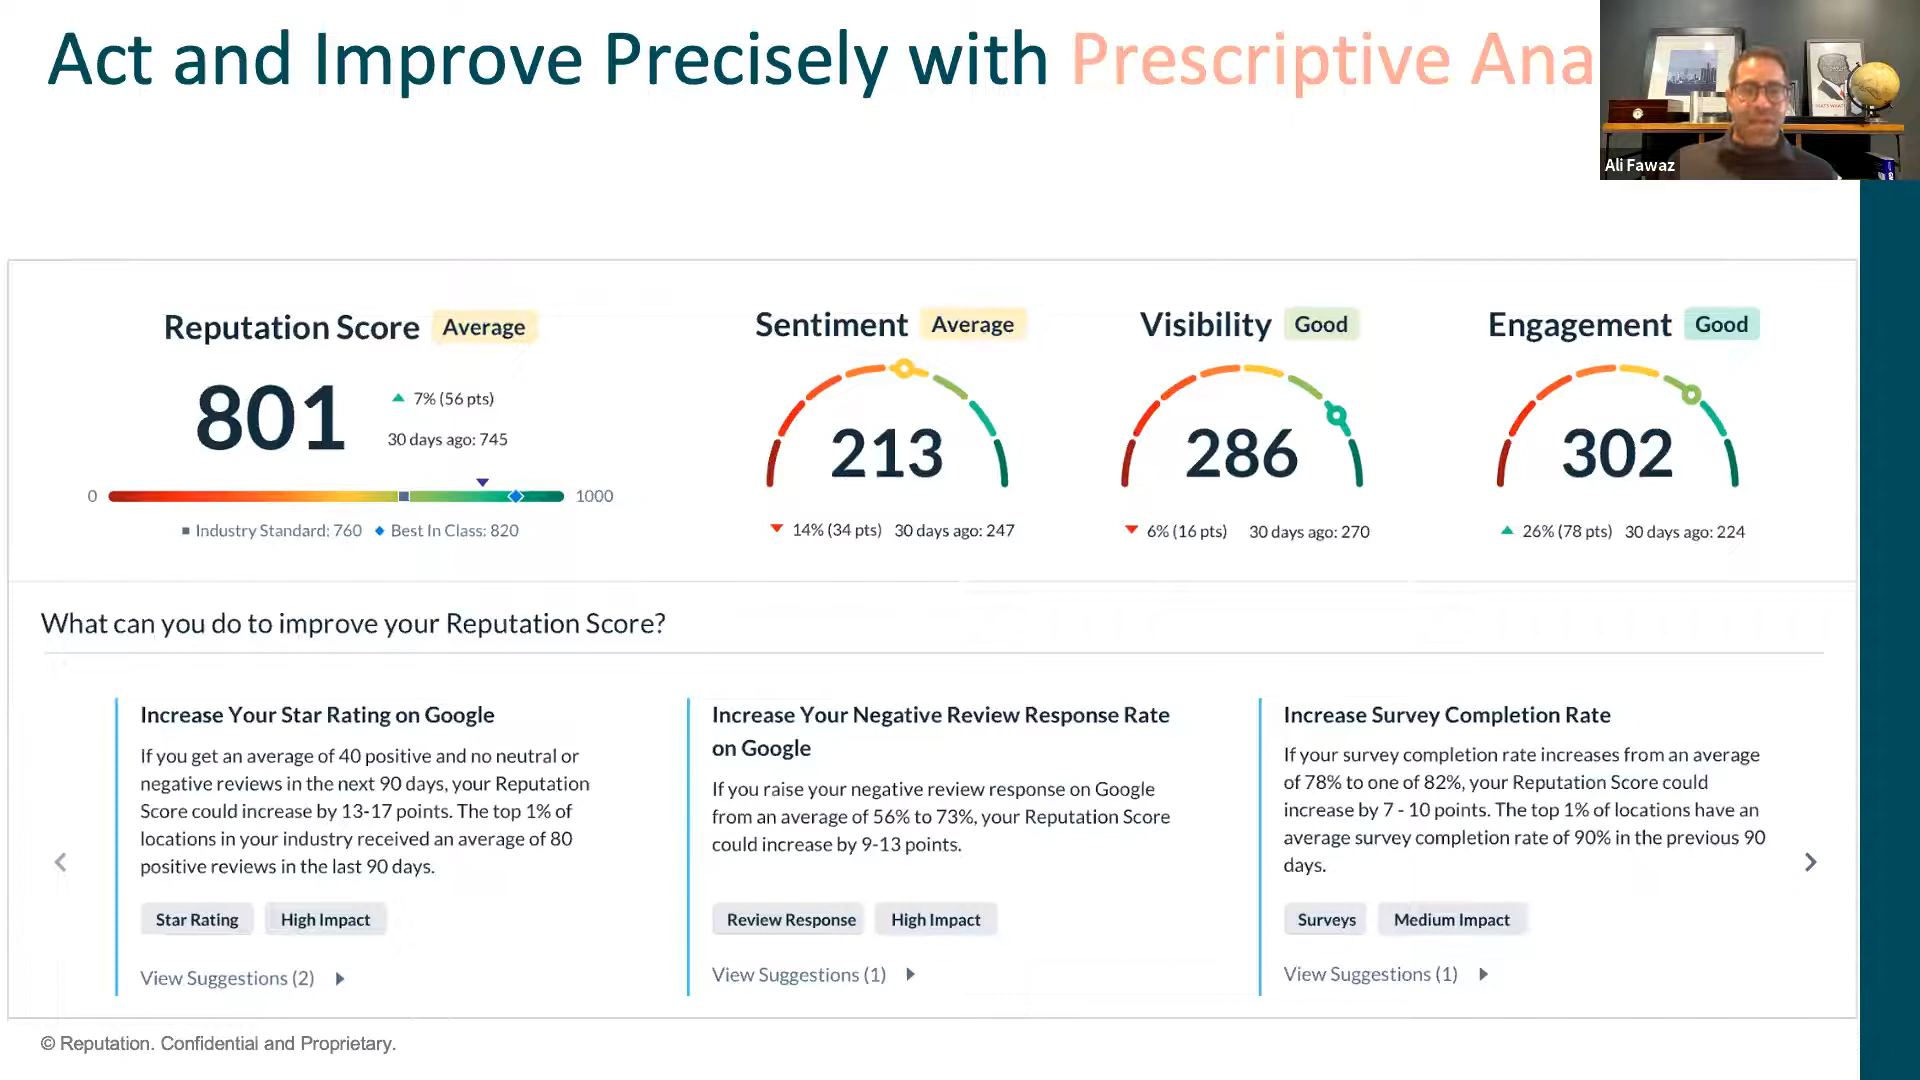 Act and Improve Precisely with Prescriptive Ana
Ali Fawaz
Reputation Score Average
801
7% (56 pts)
30 days ago: 745
0
1000
Industry Standard: 760 Best In Class: 820
Sentiment Average
213
14% (34 pts) 30 days ago: 247
Visibility Good
286
6% (16 pts) 30 days ago: 270
Engagement Good
302
26% (78 pts) 30 days ago: 224
What can you do to improve your Reputation Score?
Increase Your Star Rating on Google
If you get an average of 40 positive and no neutral or
negative reviews in the next 90 days, your Reputation
Score could increase by 13-17 points. The top 1% of
locations in your industry received an average of 80
positive reviews in the last 90 days.
Star Rating High Impact
View Suggestions (2)
Increase Your Negative Review Response Rate
on Google
If you raise your negative review response on Google
from an average of 56% to 73%, your Reputation Score
could increase by 9-13 points.
Review Response High Impact
View Suggestions (1)
Increase Survey Completion Rate
If your survey completion rate increases from an average
of 78% to one of 82%, your Reputation Score could
increase by 7 - 10 points. The top 1% of locations have an
average survey completion rate of 90% in the previous 90
days.
Surveys Medium Impact
View Suggestions (1)
© Reputation. Confidential and Proprietary.